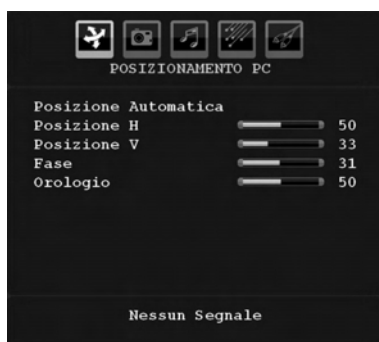 POSIZIONAMENTO PC
Posizione Automatica
Posizione H 50
Posizione V 33
Fase 31
Orologio 50
Nessun Segnale